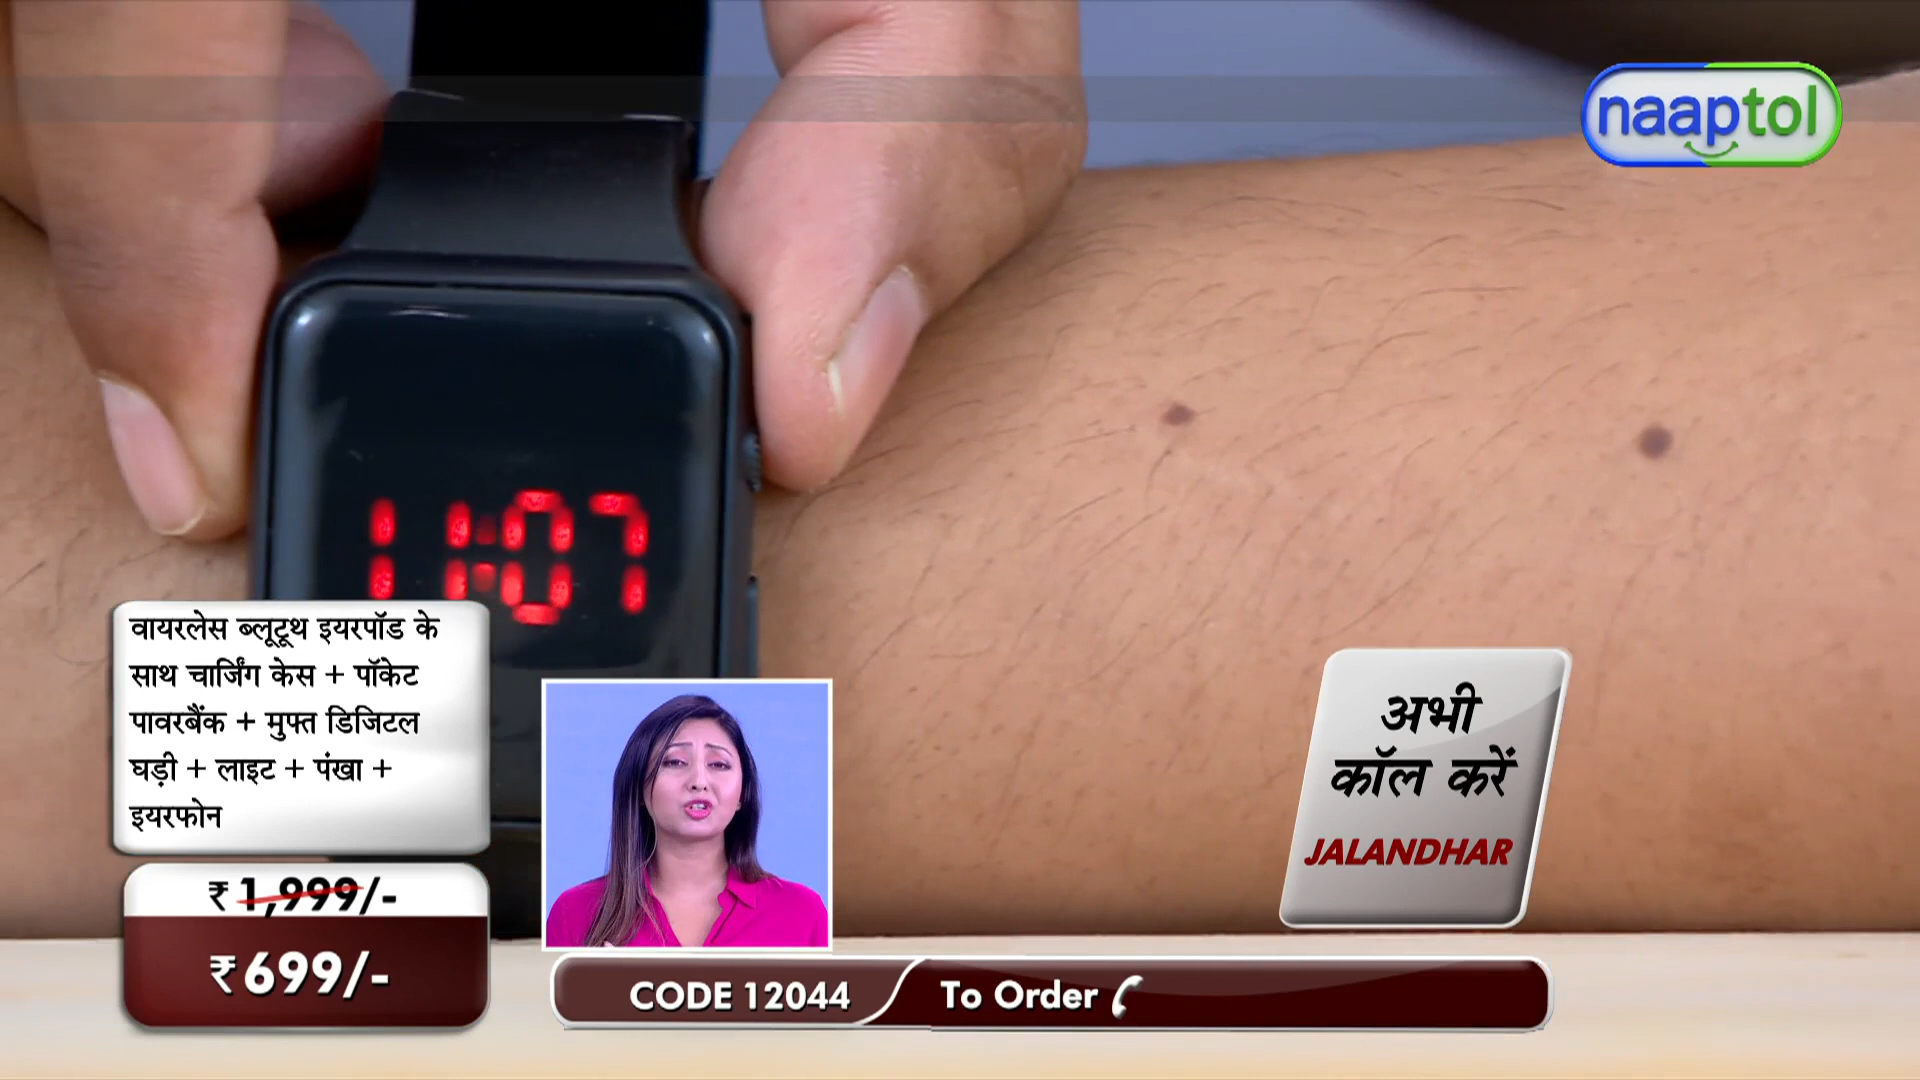 naaptol
11:07
वायरलेस ब्लूटूथ इयरपॉड के
साथ चार्जिंग केस + पॉकेट
पावरबैंक + मुफ्त डिजिटल
घड़ी + लाइट + पंखा +
इयरफोन
₹ 1,999/-
₹ 699/-
अभी
कॉल करें
JALANDHAR
CODE 12044
To Order